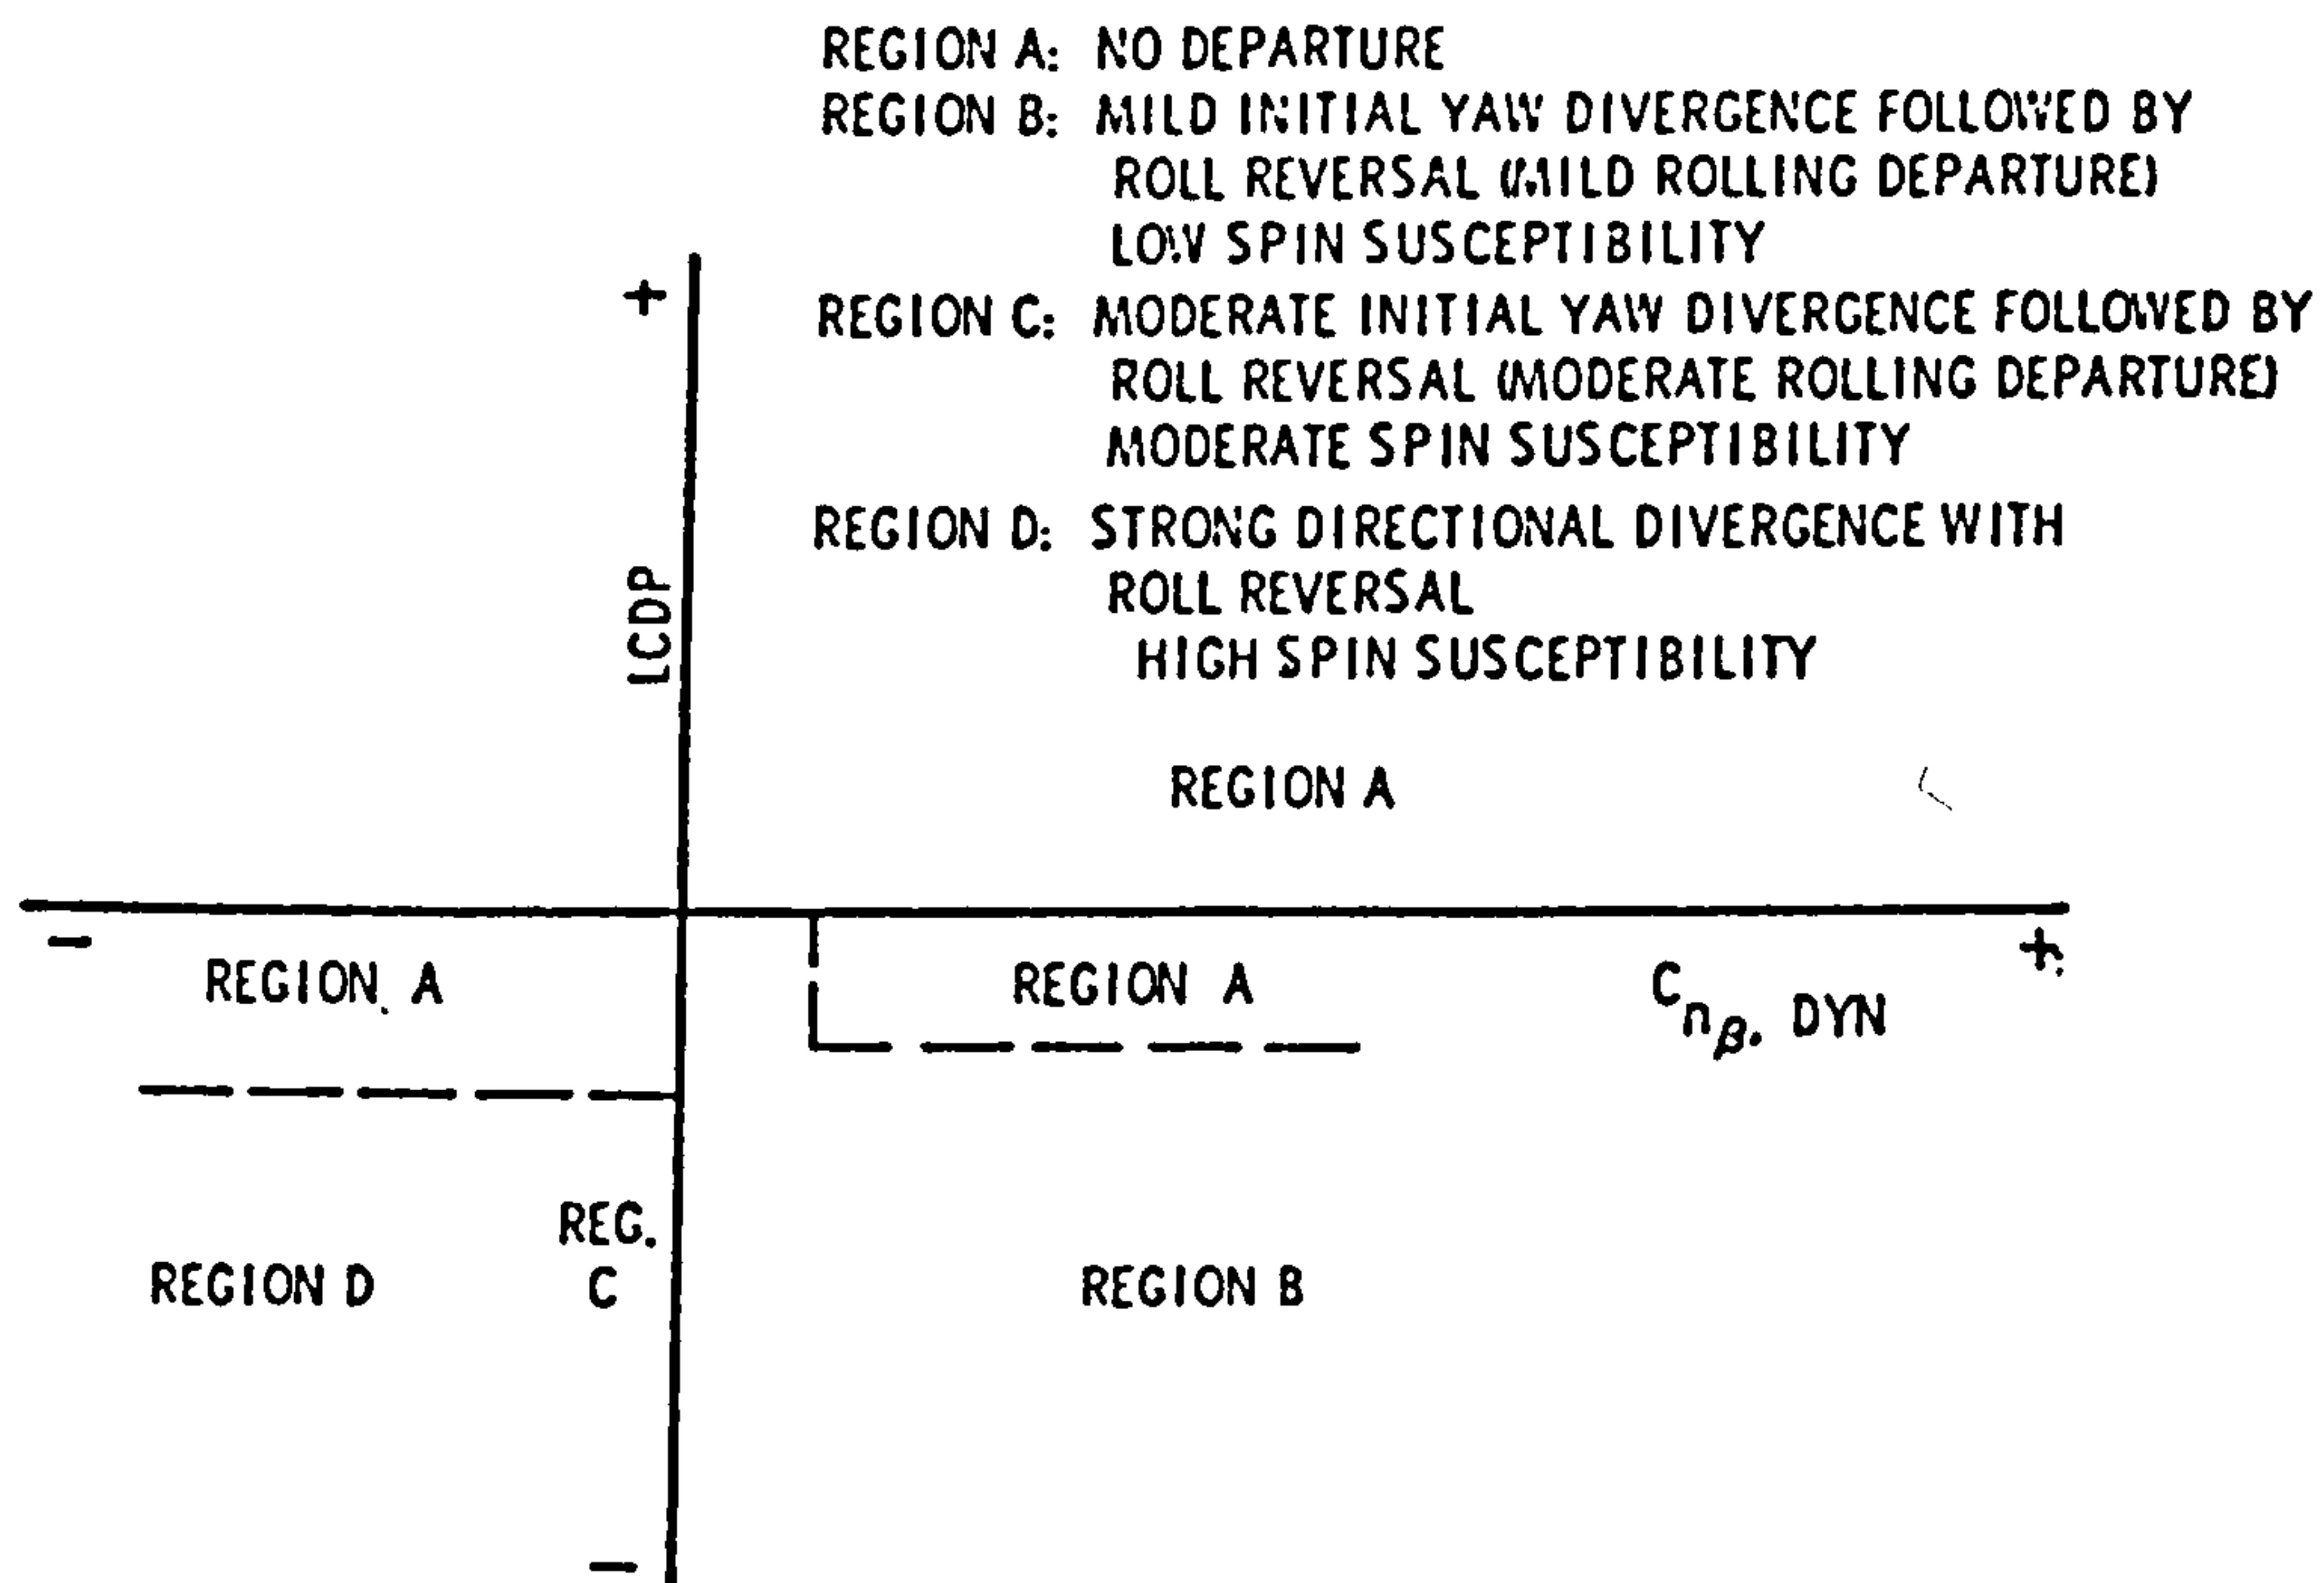 REGION A: NO DEPARTURE
REGION B: MILD INITIAL YAW DIVERGENCE FOLLOWED BY
ROLL REVERSAL (MILD ROLLING DEPARTURE)
LOW SPIN SUSCEPTIBILITY
REGION C: MODERATE INITIAL YAW DIVERGENCE FOLLOWED BY
ROLL REVERSAL (MODERATE ROLLING DEPARTURE)
MODERATE SPIN SUSCEPTIBILITY
REGION D: STRONG DIRECTIONAL DIVERGENCE WITH
ROLL REVERSAL
HIGH SPIN SUSCEPTIBILITY
+
LCDP
REGION A
−
+
REGION A
REGION A
Cnβ, DYN
REG.
C
REGION D
REGION B
−